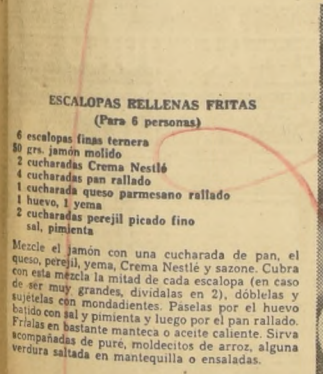 ESCALOPAS RELLENAS FRITAS
(Para 6 personas)
6 escalopas finas ternera
50 grs. jamón molido
2 cucharadas Crema Nestlé
4 cucharadas pan rallado
1 cucharada queso parmesano rallado
1 huevo, 1 yema
2 cucharadas perejil picado fino
sal, pimienta
Mezcle el jamón con una cucharada de pan, el
queso, perejil, yema, Crema Nestlé y sazone. Cubra
con esta mezcla la mitad de cada escalopa (en caso
de ser muy grandes, divídalas en 2), dóblelas y
sujételas con mondadientes. Páselas por el huevo
batido con sal y pimienta y luego por el pan rallado.
Fríalas en bastante manteca o aceite caliente. Sirva
acompañadas de puré, moldecitos de arroz, alguna
verdura saltada en mantequilla o ensaladas.